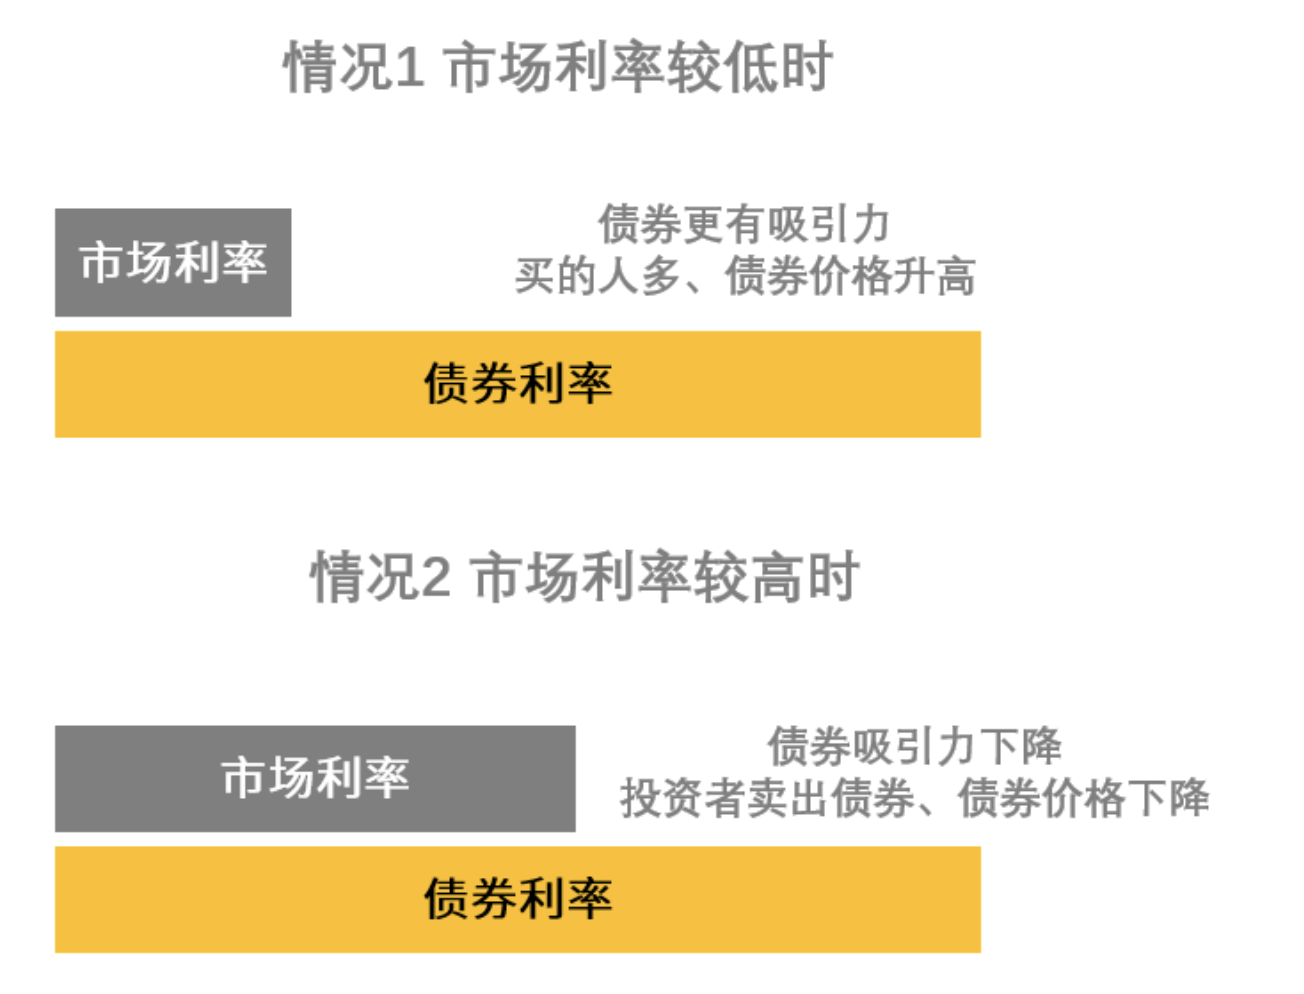 情况1 市场利率较低时
市场利率
债券更有吸引力
买的人多、债券价格升高
债券利率
情况2 市场利率较高时
市场利率
债券吸引力下降
投资者卖出债券、债券价格下降
债券利率